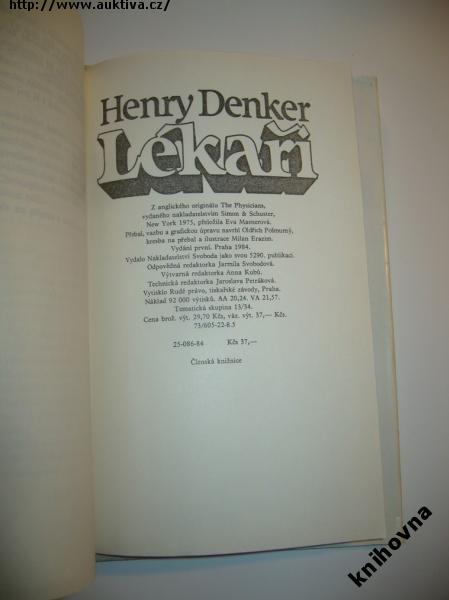 http://www.auktiva.cz/
Henry Denker
Lékaři
Z anglického originálu The Physicians,
vydaného nakladatelstvím Simon & Schuster,
New York 1975, přeložila Eva Masnerová.
Přebal, vazbu a grafickou úpravu navrhl Oldřich Pošmurný,
kresba na přebal a ilustrace Milan Erazim.
Vydání první. Praha 1984.
Vydalo Nakladatelství Svoboda jako svou 5290. publikaci.
Odpovědná redaktorka Jarmila Svobodová.
Výtvarná redaktorka Anna Kubů.
Technická redaktorka Jaroslava Petráková.
Vytisklo Rudé právo, tiskařské závody, Praha.
Náklad 92 000 výtisků. AA 20,24. VA 21,57.
Tematická skupina 13/34.
Cena brož. výt. 29,70 Kčs, váz. výt. 37,— Kčs.
73/605-22-8.5
25-086-84 Kčs 37,—
Členská knižnice
knihovna